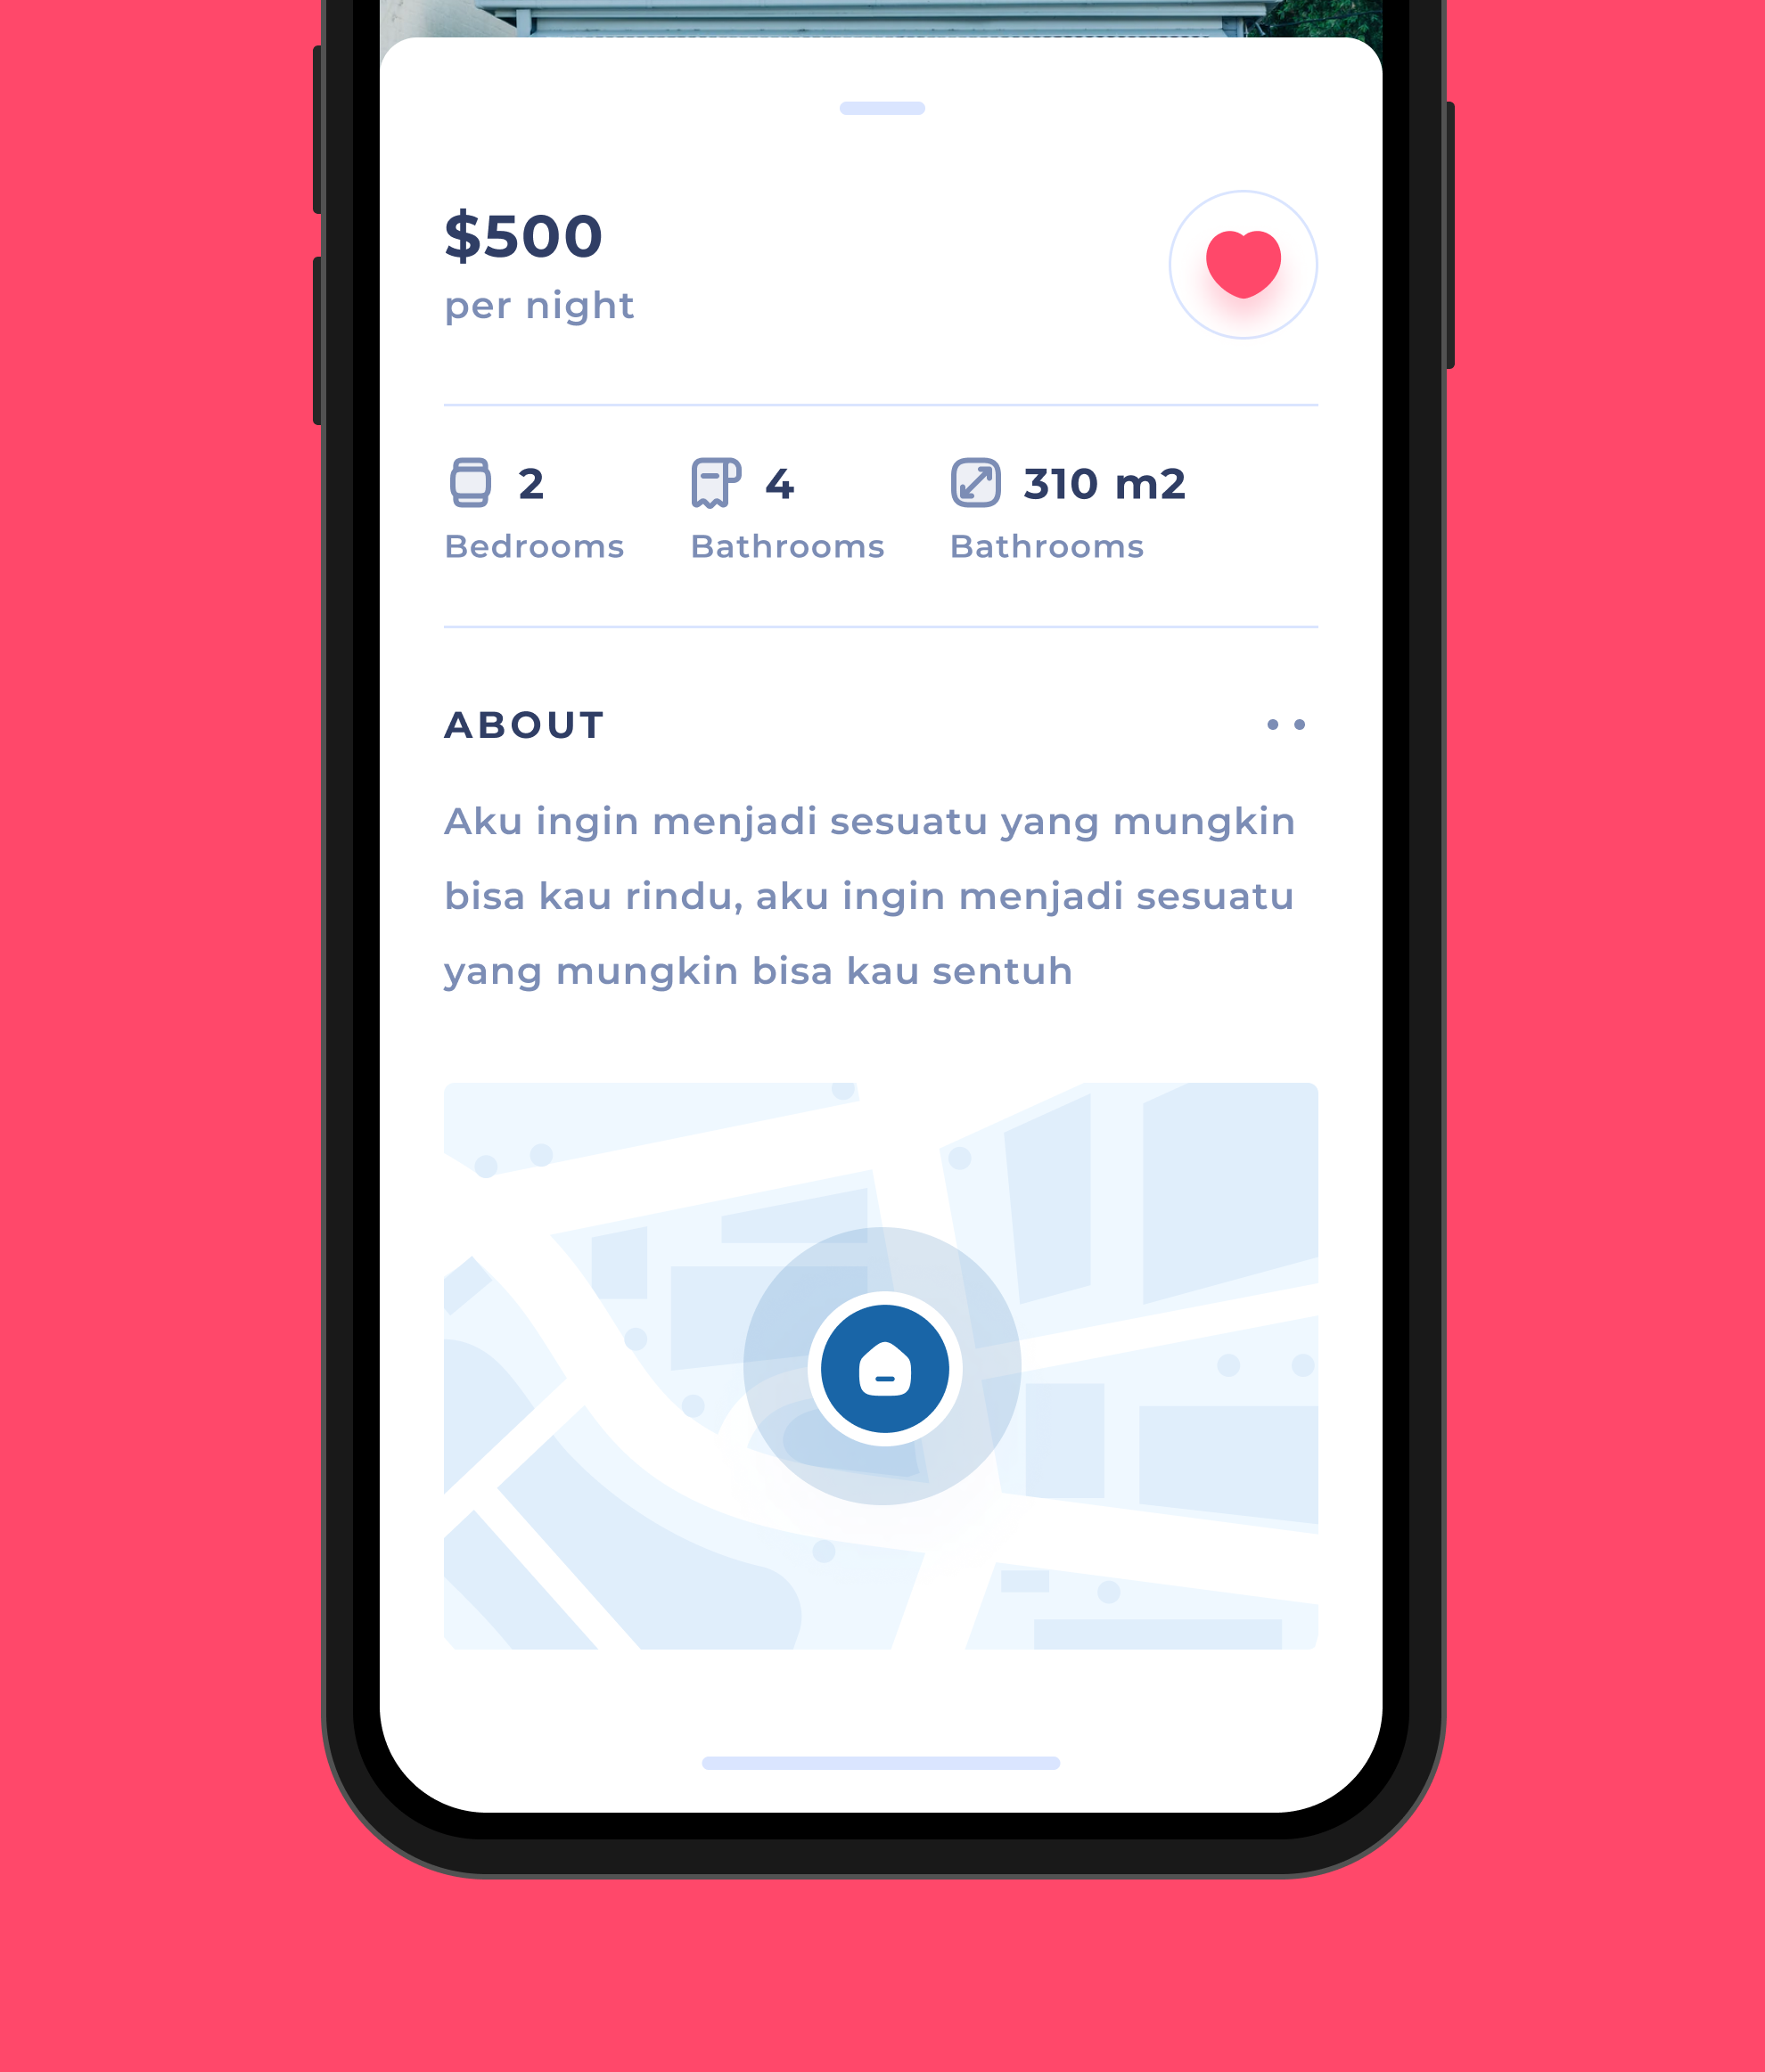 $500
per night
2
4
310 m2
Bedrooms
Bathrooms
Bathrooms
ABOUT
Aku ingin menjadi sesuatu yang mungkin
bisa kau rindu, aku ingin menjadi sesuatu
yang mungkin bisa kau sentuh